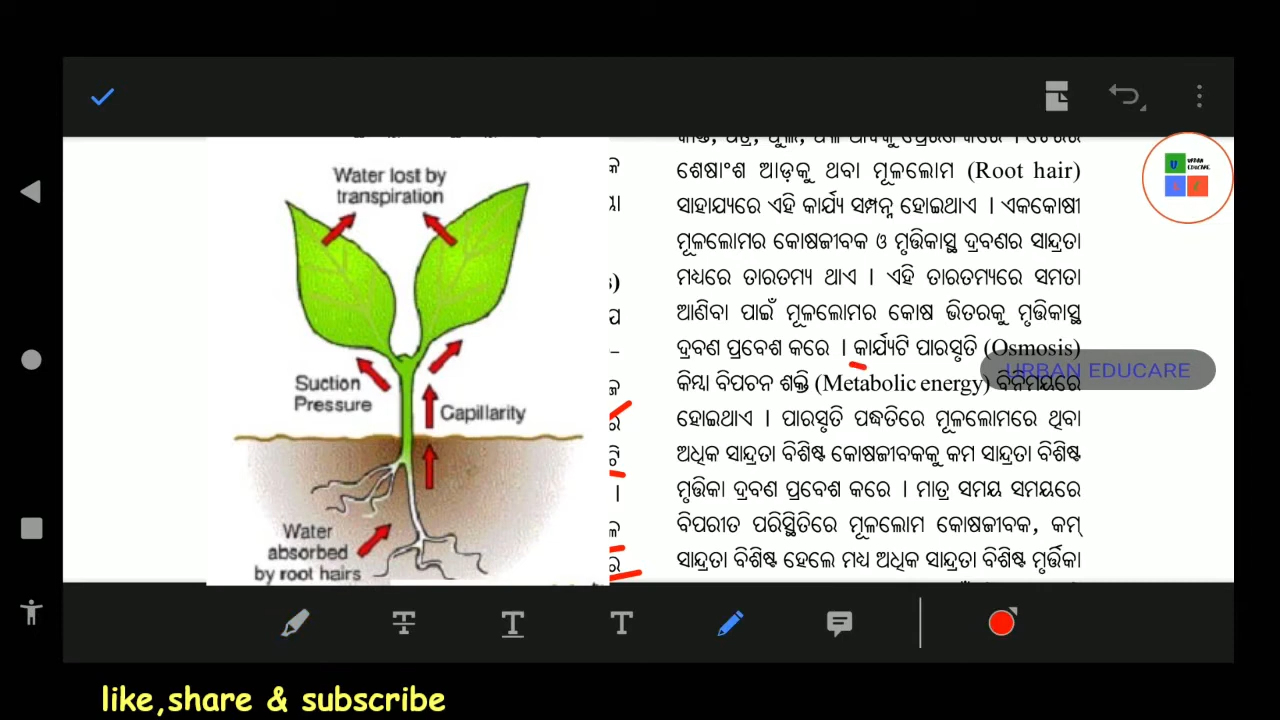 Water lost by
transpiration
Suction
Pressure
Capillarity
Water
absorbed
by root hairs
ଶେଷାଂଶ ଆଡ଼କୁ ଥିବା ମୂଳଲୋମ (Root hair)
ସାହାଯ୍ୟରେ ଏହି କାର୍ଯ୍ୟ ସମ୍ପନ୍ନ ହୋଇଥାଏ । ଏକକୋଷୀ
ମୂଳଲୋମର କୋଷଜୀବକ ଓ ମୃତ୍ତିକାସ୍ଥ ଦ୍ରବଣର ସାନ୍ଦ୍ରତା
ମଧ୍ୟରେ ତାରତମ୍ୟ ଥାଏ । ଏହି ତାରତମ୍ୟରେ ସମତା
ଆଣିବା ପାଇଁ ମୂଳଲୋମର କୋଷ ଭିତରକୁ ମୃତ୍ତିକାସ୍ଥ
ଦ୍ରବଣ ପ୍ରବେଶ କରେ । କାର୍ଯ୍ୟଟି ପାରସୃତି (Osmosis)
କିମ୍ବା ବିପଚନ ଶକ୍ତି (Metabolic energy) ବିନିମୟରେ
ହୋଇଥାଏ । ପାରସୃତି ପଦ୍ଧତିରେ ମୂଳଲୋମରେ ଥିବା
ଅଧିକ ସାନ୍ଦ୍ରତା ବିଶିଷ୍ଟ କୋଷଜୀବକକୁ କମ ସାନ୍ଦ୍ରତା ବିଶିଷ୍ଟ
ମୃତ୍ତିକା ଦ୍ରବଣ ପ୍ରବେଶ କରେ । ମାତ୍ର ସମୟ ସମୟରେ
ବିପରୀତ ପରିସ୍ଥିତିରେ ମୂଳଲୋମ କୋଷଜୀବକ, କମ୍
ସାନ୍ଦ୍ରତା ବିଶିଷ୍ଟ ହେଲେ ମଧ୍ୟ ଅଧିକ ସାନ୍ଦ୍ରତା ବିଶିଷ୍ଟ ମୃତ୍ତିକା
URBAN EDUCARE
URBAN
EDUCARE
like,share & subscribe